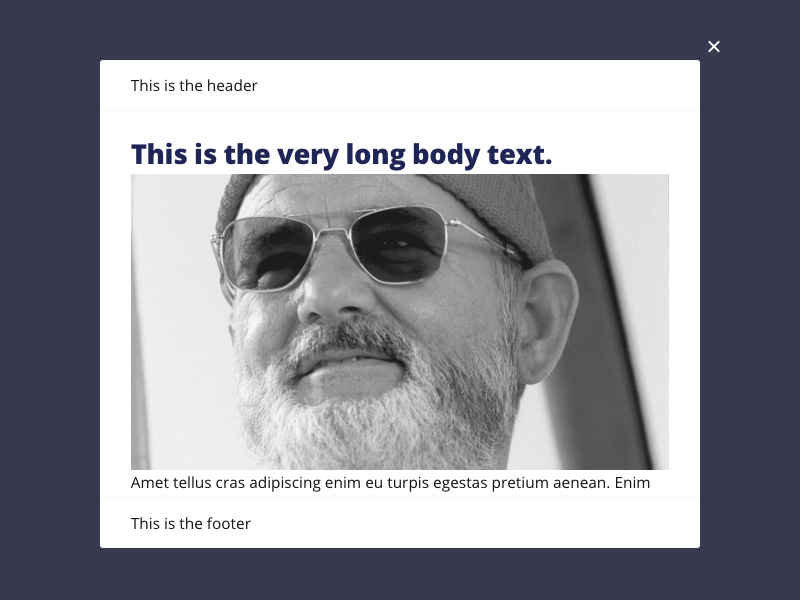 This is the header
This is the very long body text.
Amet tellus cras adipiscing enim eu turpis egestas pretium aenean. Enim
This is the footer